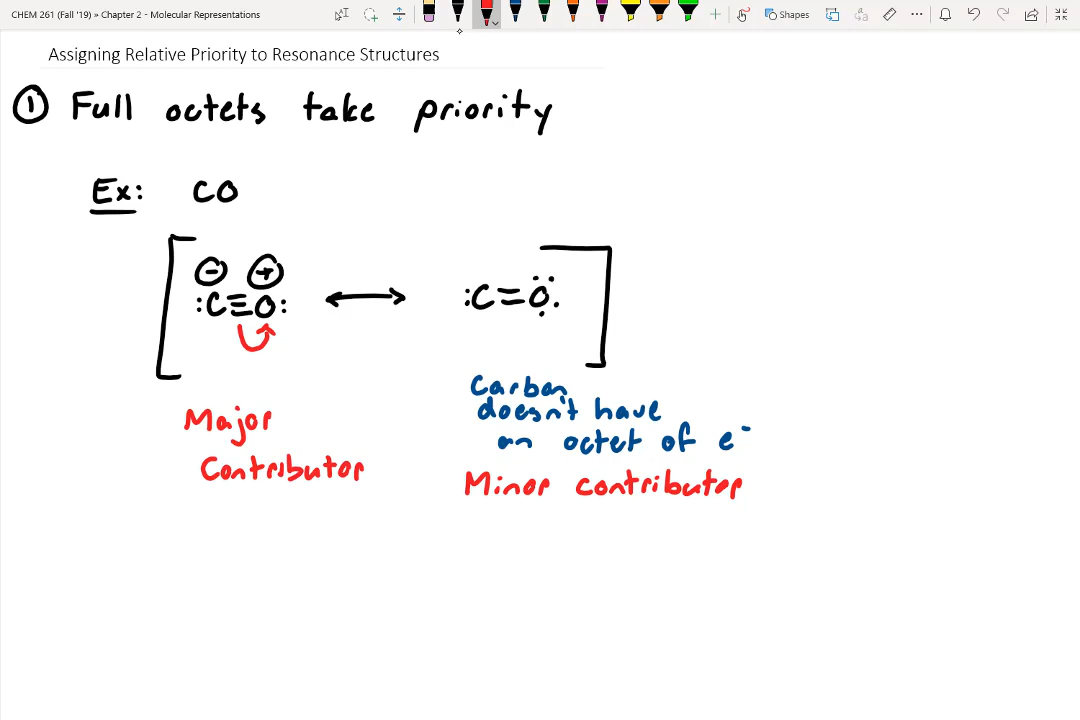 CHEM 261 (Fall '19) » Chapter 2 - Molecular Representations
Shapes
Assigning Relative Priority to Resonance Structures
① Full octets take priority
Ex: CO
⊖ ⊕
:C≡O: ⟷ :C=O
Major
Contributor
Carbon
doesn't have
an octet of e⁻
Minor contributor